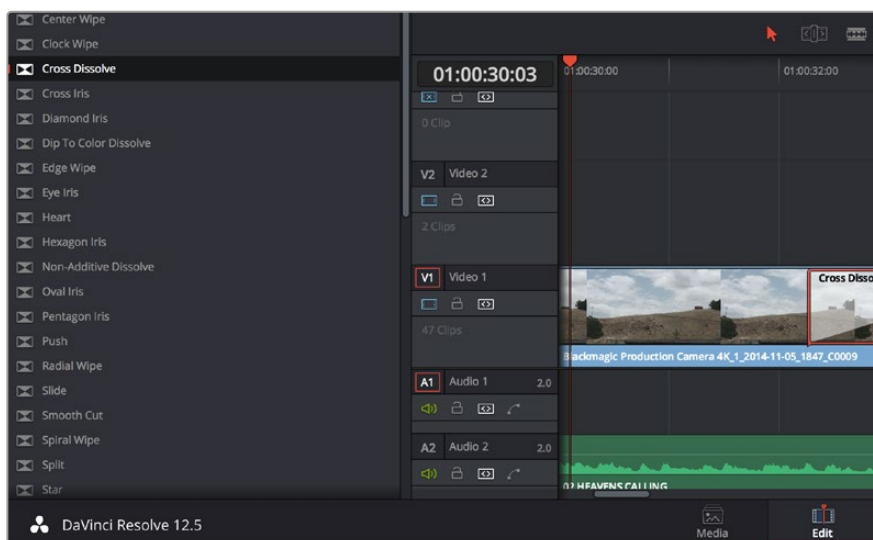 Center Wipe
Clock Wipe
Cross Dissolve
Cross Iris
Diamond Iris
Dip To Color Dissolve
Edge Wipe
Eye Iris
Heart
Hexagon Iris
Non-Additive Dissolve
Oval Iris
Pentagon Iris
Push
Radial Wipe
Slide
Smooth Cut
Spiral Wipe
Split
Star
01:00:30:03
01:00:30:00
01:00:32:00
0 Clip
V2 Video 2
2 Clips
V1 Video 1
47 Clips
Cross Disso
Blackmagic Production Camera 4K_1_2014-11-05_1847_C0009
A1 Audio 1 2.0
A2 Audio 2 2.0
02 HEAVENS CALLING
DaVinci Resolve 12.5
Media
Edit